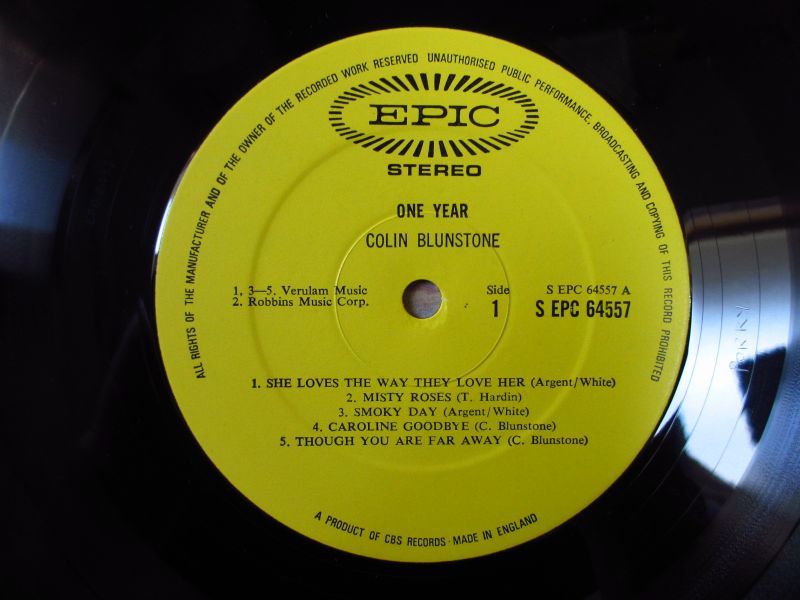 ALL RIGHTS OF THE MANUFACTURER AND OF THE OWNER OF THE RECORDED WORK RESERVED UNAUTHORISED PUBLIC PERFORMANCE, BROADCASTING AND COPYING OF THIS RECORD PROHIBITED
EPIC
STEREO
ONE YEAR
COLIN BLUNSTONE
1, 3—5. Verulam Music
2. Robbins Music Corp.
Side
1
S EPC 64557 A
S EPC 64557
1. SHE LOVES THE WAY THEY LOVE HER (Argent/White)
2. MISTY ROSES (T. Hardin)
3. SMOKY DAY (Argent/White)
4. CAROLINE GOODBYE (C. Blunstone)
5. THOUGH YOU ARE FAR AWAY (C. Blunstone)
A PRODUCT OF CBS RECORDS · MADE IN ENGLAND
PORKY